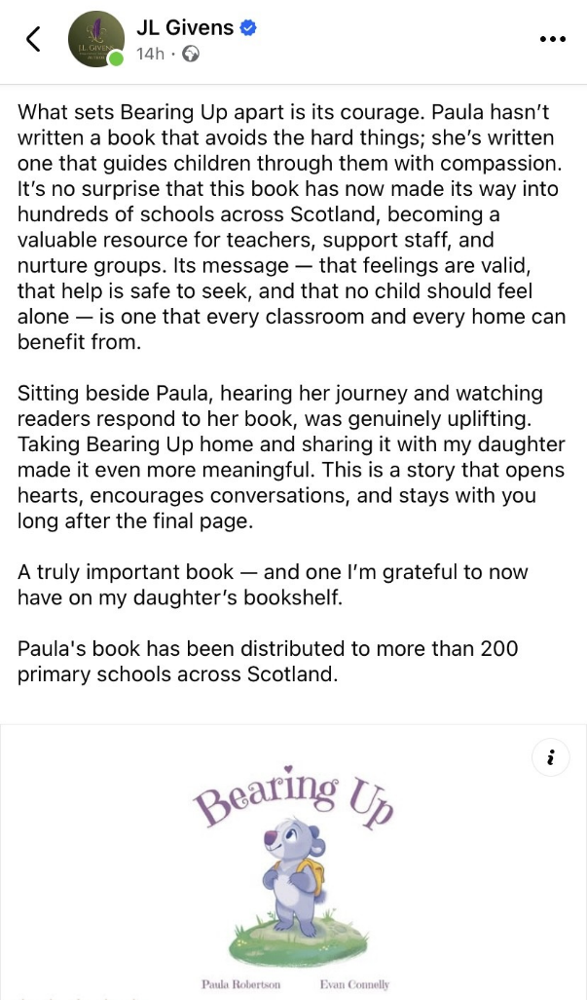 JL Givens
14h ·
What sets Bearing Up apart is its courage. Paula hasn’t
written a book that avoids the hard things; she’s written
one that guides children through them with compassion.
It’s no surprise that this book has now made its way into
hundreds of schools across Scotland, becoming a
valuable resource for teachers, support staff, and
nurture groups. Its message — that feelings are valid,
that help is safe to seek, and that no child should feel
alone — is one that every classroom and every home can
benefit from.
Sitting beside Paula, hearing her journey and watching
readers respond to her book, was genuinely uplifting.
Taking Bearing Up home and sharing it with my daughter
made it even more meaningful. This is a story that opens
hearts, encourages conversations, and stays with you
long after the final page.
A truly important book — and one I’m grateful to now
have on my daughter’s bookshelf.
Paula's book has been distributed to more than 200
primary schools across Scotland.
Bearing Up
Paula Robertson Evan Connelly